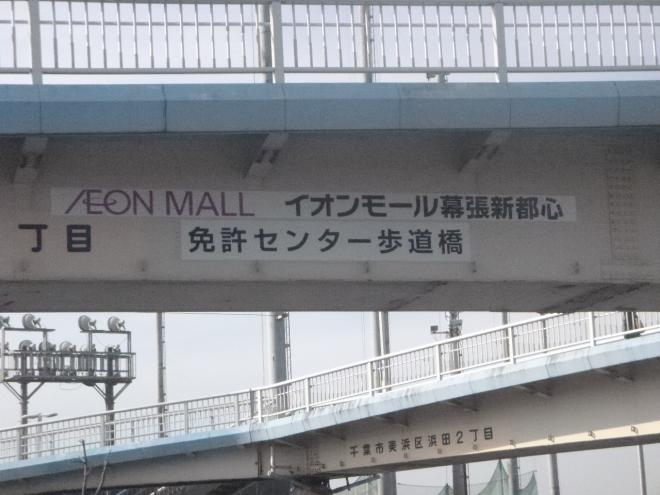 ÆON MALL イオンモール幕張新都心
丁目 免許センター歩道橋
千葉市美浜区浜田2丁目